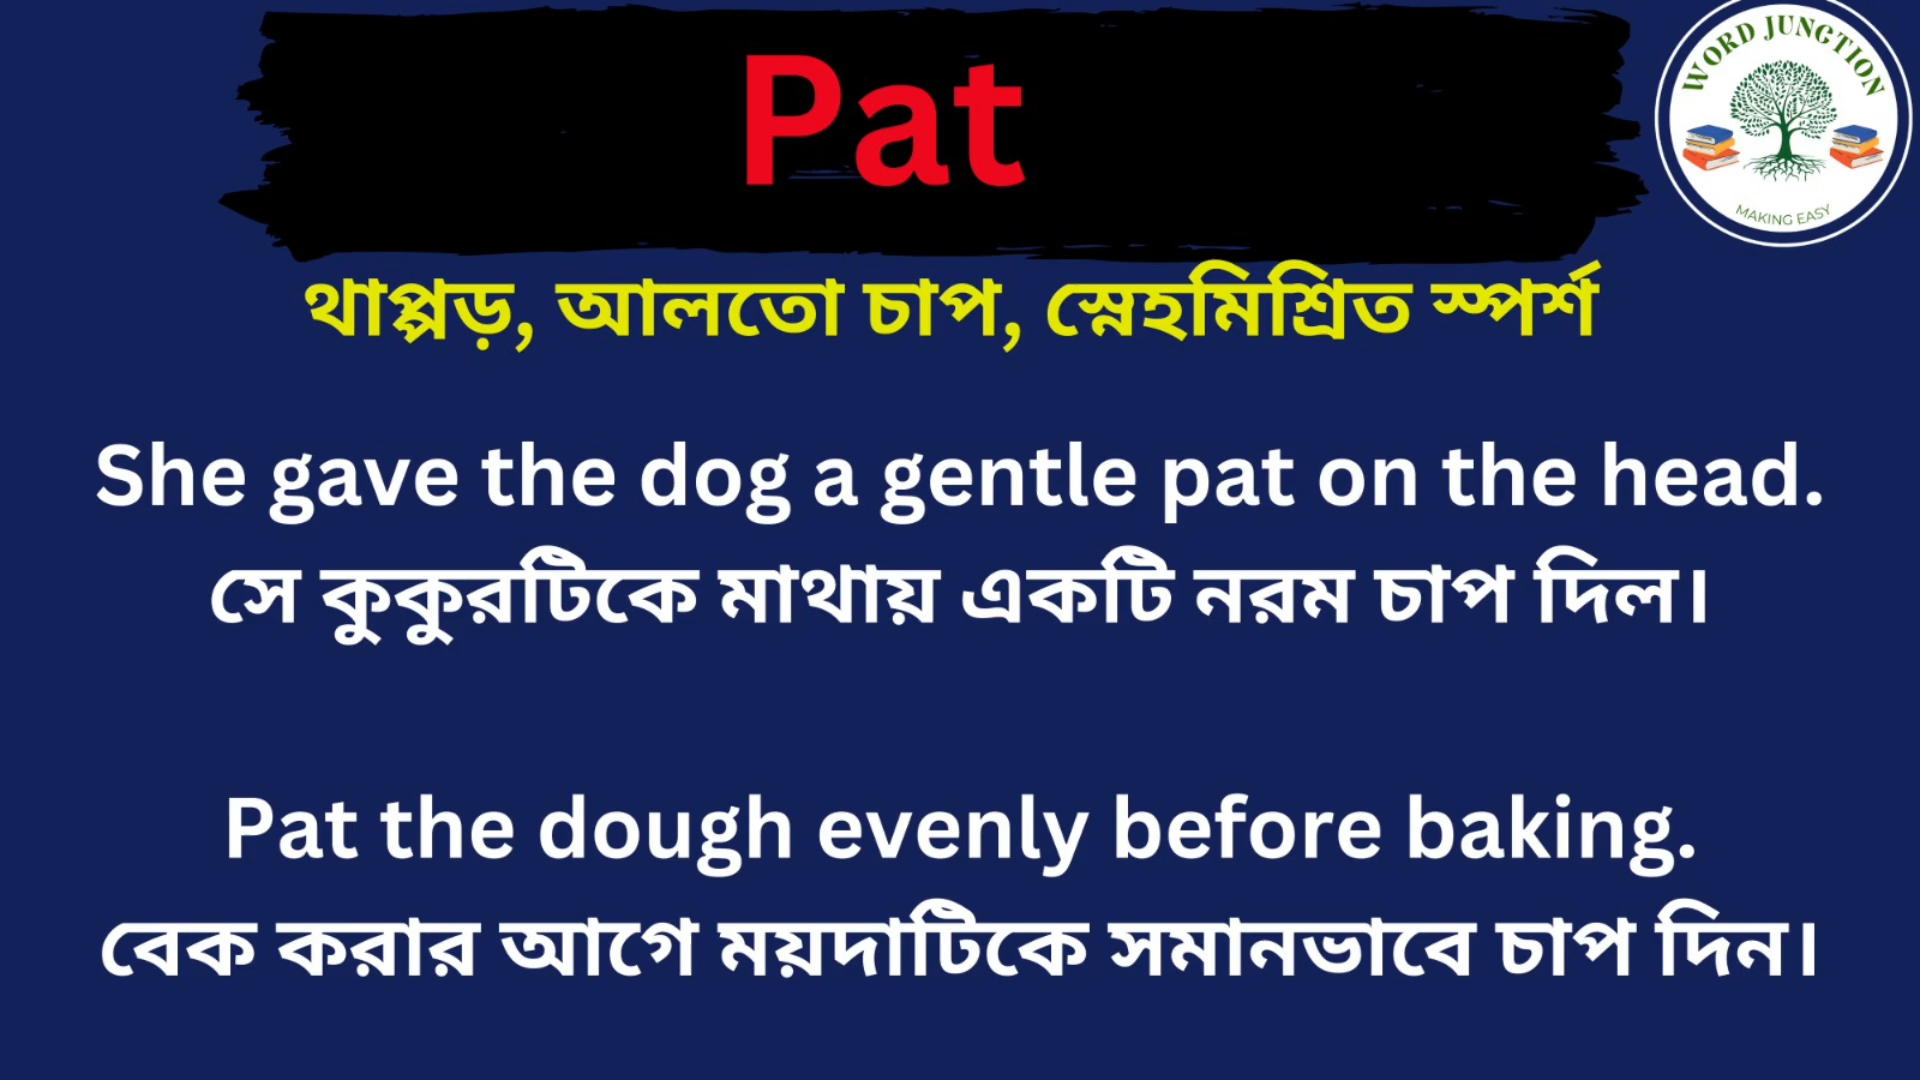 Pat
WORD JUNCTION
MAKING EASY
থাপ্পড়, আলতো চাপ, স্নেহমিশ্রিত স্পর্শ
She gave the dog a gentle pat on the head.
সে কুকুরটিকে মাথায় একটি নরম চাপ দিল।
Pat the dough evenly before baking.
বেক করার আগে ময়দাটিকে সমানভাবে চাপ দিন।